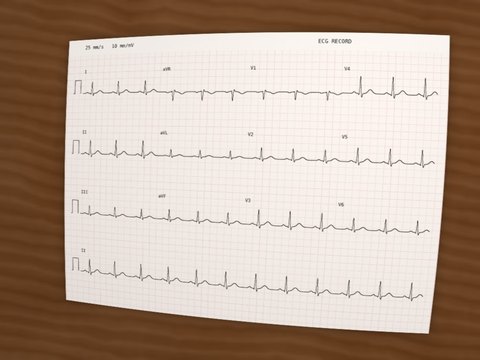 25 mm/s 10 mm/mV ECG RECORD
I aVR V1 V4
II aVL V2 V5
III aVF V3 V6
II